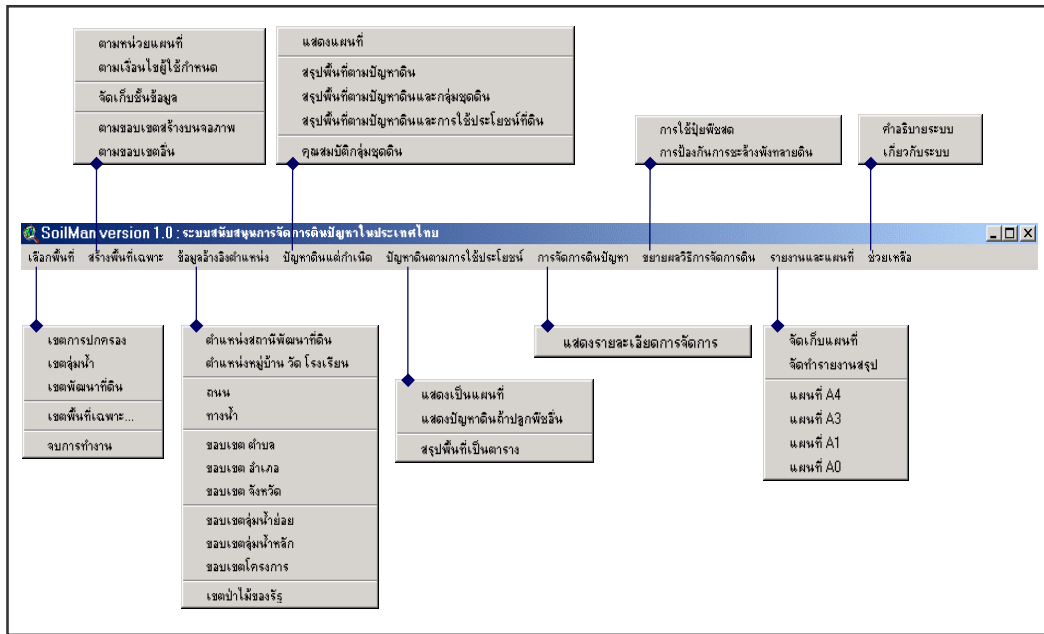 ตามหน่วยแผนที่
ตามเงื่อนไขผู้ใช้กำหนด
จัดเก็บชั้นข้อมูล
ตามขอบเขตสร้างบนจอภาพ
ตามขอบเขตอื่น
แสดงแผนที่
สรุปพื้นที่ตามปัญหาดิน
สรุปพื้นที่ตามปัญหาดินและกลุ่มชุดดิน
สรุปพื้นที่ตามปัญหาดินและการใช้ประโยชน์ที่ดิน
คุณสมบัติกลุ่มชุดดิน
การใช้ปุ๋ยพืชสด
การป้องกันการชะล้างพังทลายดิน
คำอธิบายระบบ
เกี่ยวกับระบบ
SoilMan version 1.0 : ระบบสนับสนุนการจัดการดินปัญหาในประเทศไทย
เลือกพื้นที่ สร้างพื้นที่เฉพาะ ข้อมูลอ้างอิงตำแหน่ง ปัญหาดินแต่กำเนิด ปัญหาดินตามการใช้ประโยชน์ การจัดการดินปัญหา ขยายผลวิธีการจัดการดิน รายงานและแผนที่ ช่วยเหลือ
เขตการปกครอง
เขตลุ่มน้ำ
เขตพัฒนาที่ดิน
เขตพื้นที่เฉพาะ...
จบการทำงาน
ตำแหน่งสถานีพัฒนาที่ดิน
ตำแหน่งหมู่บ้าน วัด โรงเรียน
ถนน
ทางน้ำ
ขอบเขต ตำบล
ขอบเขต อำเภอ
ขอบเขต จังหวัด
ขอบเขตลุ่มน้ำย่อย
ขอบเขตลุ่มน้ำหลัก
ขอบเขตโครงการ
เขตป่าไม้ของรัฐ
แสดงเป็นแผนที่
แสดงปัญหาดินถ้าปลูกพืชอื่น
สรุปพื้นที่เป็นตาราง
แสดงรายละเอียดการจัดการ
จัดเก็บแผนที่
จัดทำรายงานสรุป
แผนที่ A4
แผนที่ A3
แผนที่ A1
แผนที่ A0